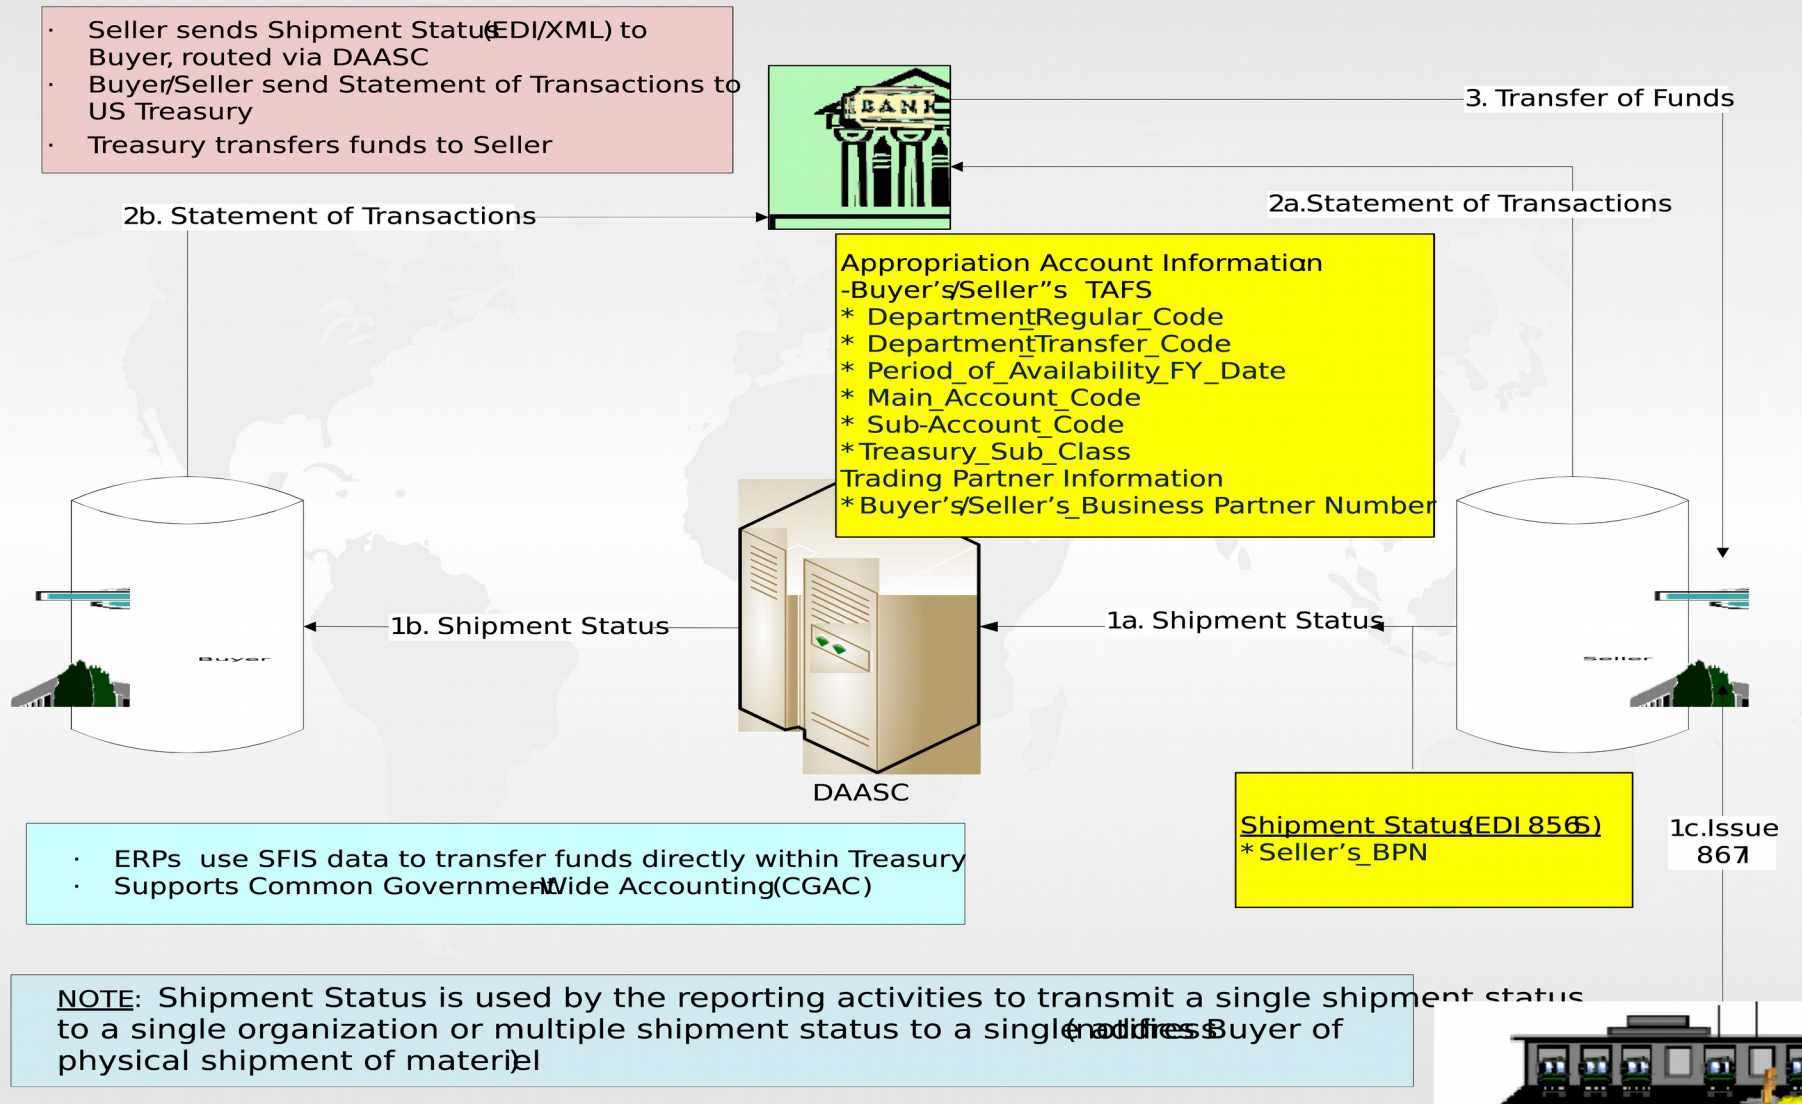 · Seller sends Shipment Status (EDI/XML) to
Buyer, routed via DAASC
· Buyer/Seller send Statement of Transactions to
US Treasury
· Treasury transfers funds to Seller
BANK
3. Transfer of Funds
2a.Statement of Transactions
2b. Statement of Transactions
Appropriation Account Information:
-Buyer’s/Seller”s TAFS
* Department_Regular_Code
* Department_Transfer_Code
* Period_of_Availability_FY_Date
* Main_Account_Code
* Sub-Account_Code
* Treasury_Sub_Class
Trading Partner Information
* Buyer’s/Seller’s_Business Partner Number
1b. Shipment Status
1a. Shipment Status
Buyer
Seller
DAASC
Shipment Status (EDI 856S)
* Seller’s_BPN
1c.Issue
867I
· ERPs use SFIS data to transfer funds directly within Treasury
· Supports Common Government-Wide Accounting (CGAC)
NOTE: Shipment Status is used by the reporting activities to transmit a single shipment status
to a single organization or multiple shipment status to a single address (notifies Buyer of
physical shipment of materiel)